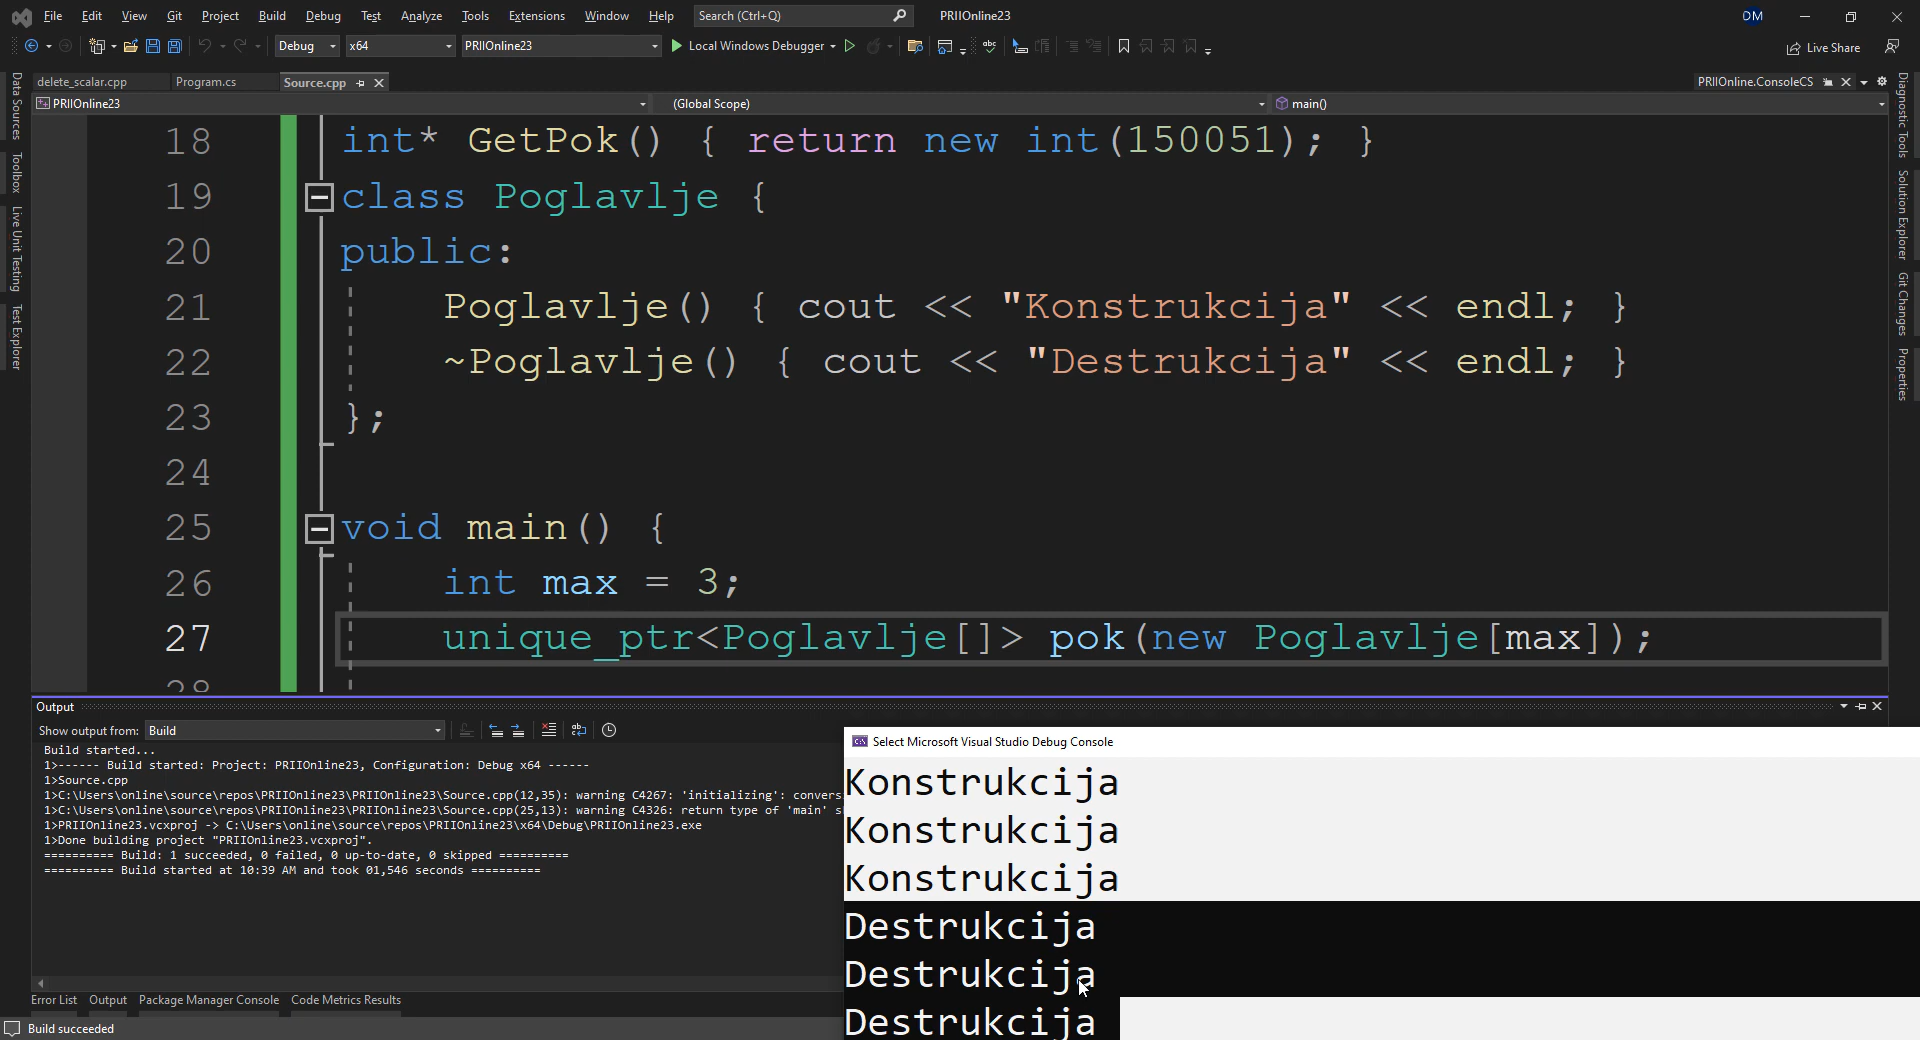 File Edit View Git Project Build Debug Test Analyze Tools Extensions Window Help Search (Ctrl+Q) PRIIOnline23 DM
Debug x64 PRIIOnline23 Local Windows Debugger Live Share
delete_scalar.cpp Program.cs Source.cpp PRIIOnline.ConsoleCS
PRIIOnline23 (Global Scope) main()
Data Sources
Toolbox
Live Unit Testing
Test Explorer
18 int* GetPok() { return new int(150051); }
19 class Poglavlje {
20 public:
21 Poglavlje() { cout << "Konstrukcija" << endl; }
22 ~Poglavlje() { cout << "Destrukcija" << endl; }
23 };
24
25 void main() {
26 int max = 3;
27 unique_ptr<Poglavlje[]> pok(new Poglavlje[max]);
28
Diagnostic Tools
Solution Explorer
Git Changes
Properties
Output
Show output from: Build
Build started...
1>------ Build started: Project: PRIIOnline23, Configuration: Debug x64 ------
1>Source.cpp
1>C:\Users\online\source\repos\PRIIOnline23\PRIIOnline23\Source.cpp(12,35): warning C4267: 'initializing': convers
1>C:\Users\online\source\repos\PRIIOnline23\PRIIOnline23\Source.cpp(25,13): warning C4326: return type of 'main' s
1>PRIIOnline23.vcxproj -> C:\Users\online\source\repos\PRIIOnline23\x64\Debug\PRIIOnline23.exe
1>Done building project "PRIIOnline23.vcxproj".
========== Build: 1 succeeded, 0 failed, 0 up-to-date, 0 skipped ==========
========== Build started at 10:39 AM and took 01,546 seconds ==========
Select Microsoft Visual Studio Debug Console
Konstrukcija
Konstrukcija
Konstrukcija
Destrukcija
Destrukcija
Destrukcija
Error List Output Package Manager Console Code Metrics Results
Build succeeded